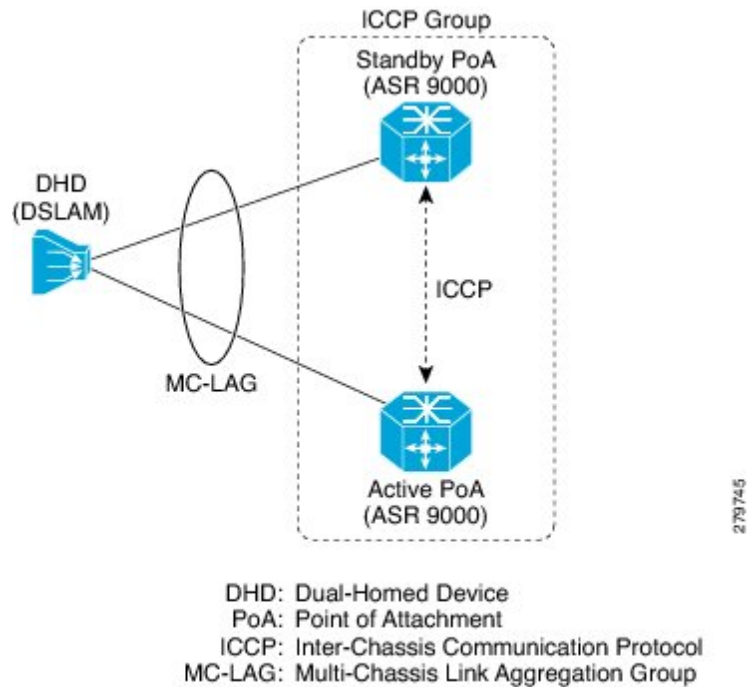 ICCP Group
Standby PoA
(ASR 9000)
DHD
(DSLAM)
ICCP
MC-LAG
Active PoA
(ASR 9000)
279745
DHD: Dual-Homed Device
PoA: Point of Attachment
ICCP: Inter-Chassis Communication Protocol
MC-LAG: Multi-Chassis Link Aggregation Group